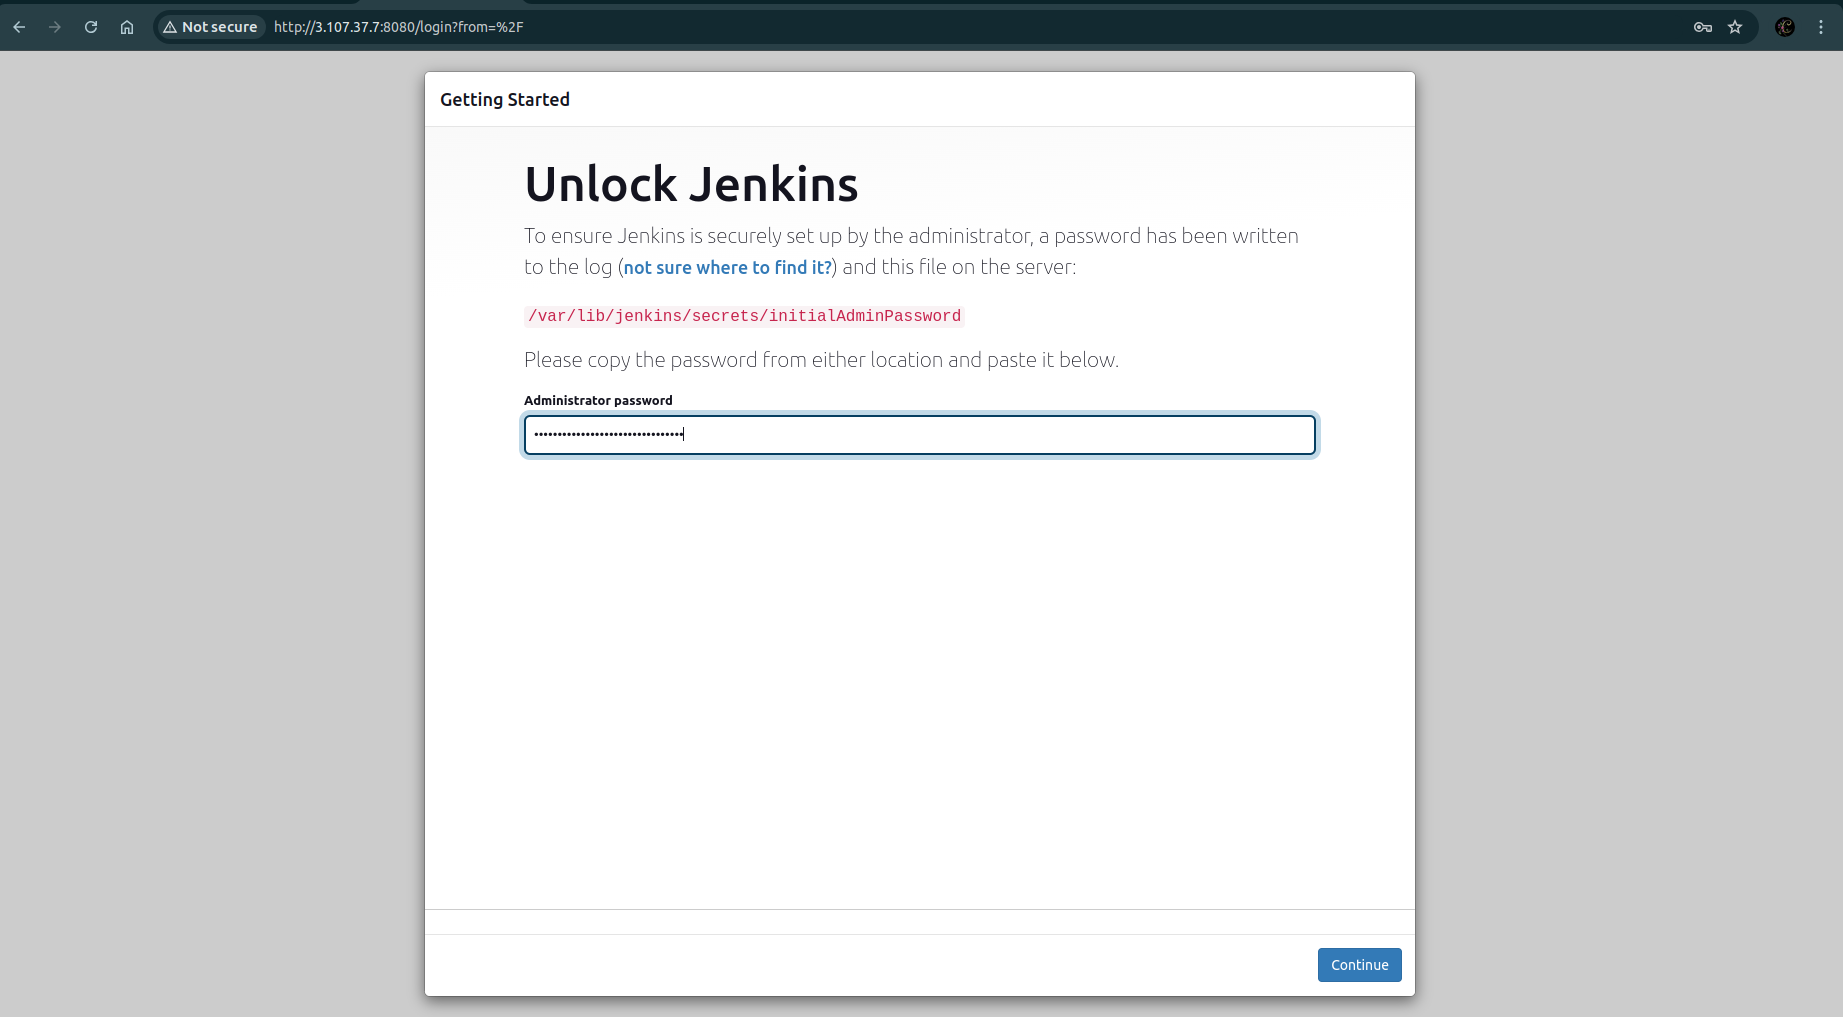 Not secure http://3.107.37.7:8080/login?from=%2F
Getting Started
Unlock Jenkins
To ensure Jenkins is securely set up by the administrator, a password has been written
to the log (not sure where to find it?) and this file on the server:
/var/lib/jenkins/secrets/initialAdminPassword
Please copy the password from either location and paste it below.
Administrator password
Continue